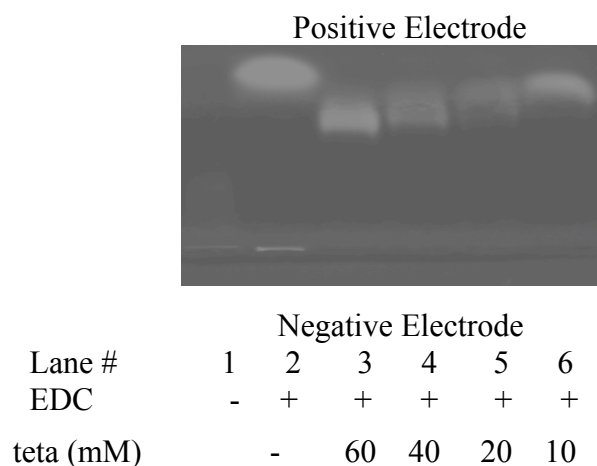 Positive Electrode
Negative Electrode
Lane # 1 2 3 4 5 6
EDC - + + + + +
teta (mM) - 60 40 20 10